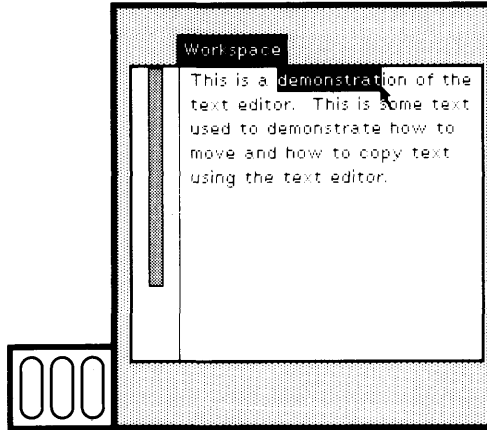 Workspace
This is a demonstration of the
text editor. This is some text
used to demonstrate how to
move and how to copy text
using the text editor.